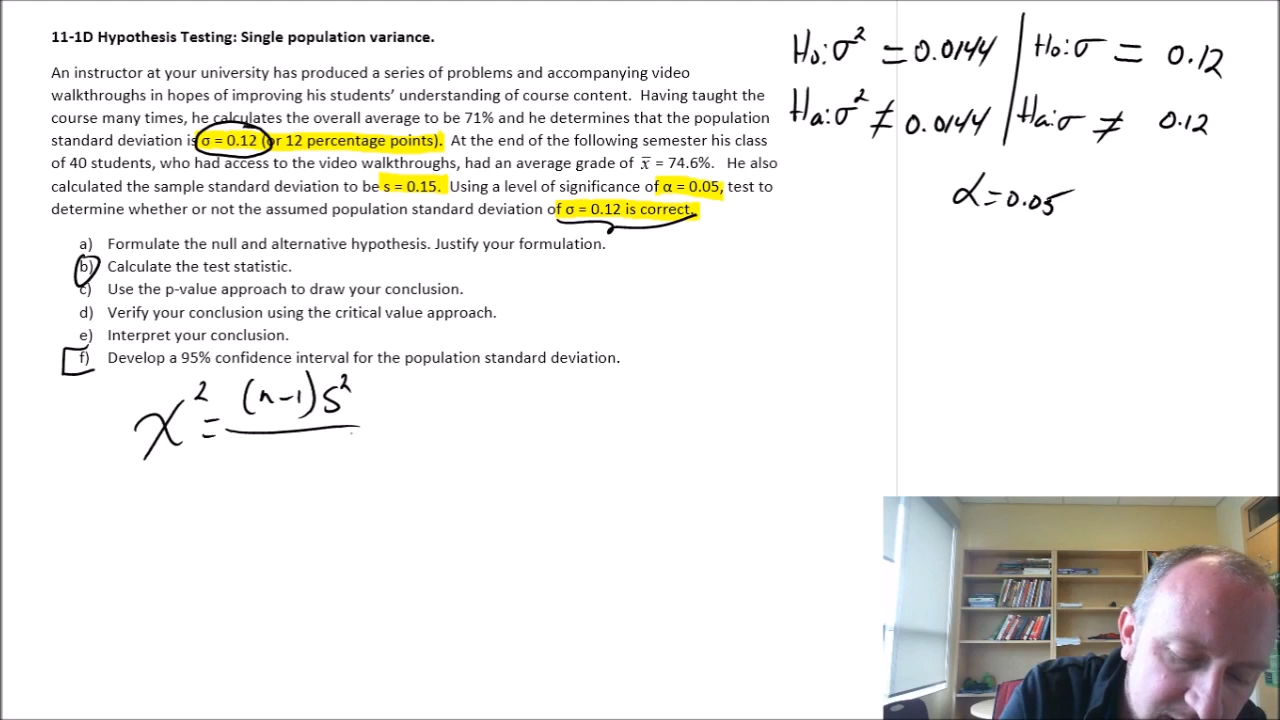 11-1D Hypothesis Testing: Single population variance.
An instructor at your university has produced a series of problems and accompanying video
walkthroughs in hopes of improving his students' understanding of course content. Having taught the
course many times, he calculates the overall average to be 71% and he determines that the population
standard deviation is σ = 0.12 (or 12 percentage points). At the end of the following semester his class
of 40 students, who had access to the video walkthroughs, had an average grade of x̅ = 74.6%. He also
calculated the sample standard deviation to be s = 0.15. Using a level of significance of α = 0.05, test to
determine whether or not the assumed population standard deviation of σ = 0.12 is correct.
a) Formulate the null and alternative hypothesis. Justify your formulation.
b) Calculate the test statistic.
c) Use the p-value approach to draw your conclusion.
d) Verify your conclusion using the critical value approach.
e) Interpret your conclusion.
f) Develop a 95% confidence interval for the population standard deviation.
χ² = (n-1)s²
Ho: σ² = 0.0144 | Ho: σ = 0.12
Ha: σ² ≠ 0.0144 | Ha: σ ≠ 0.12
α = 0.05